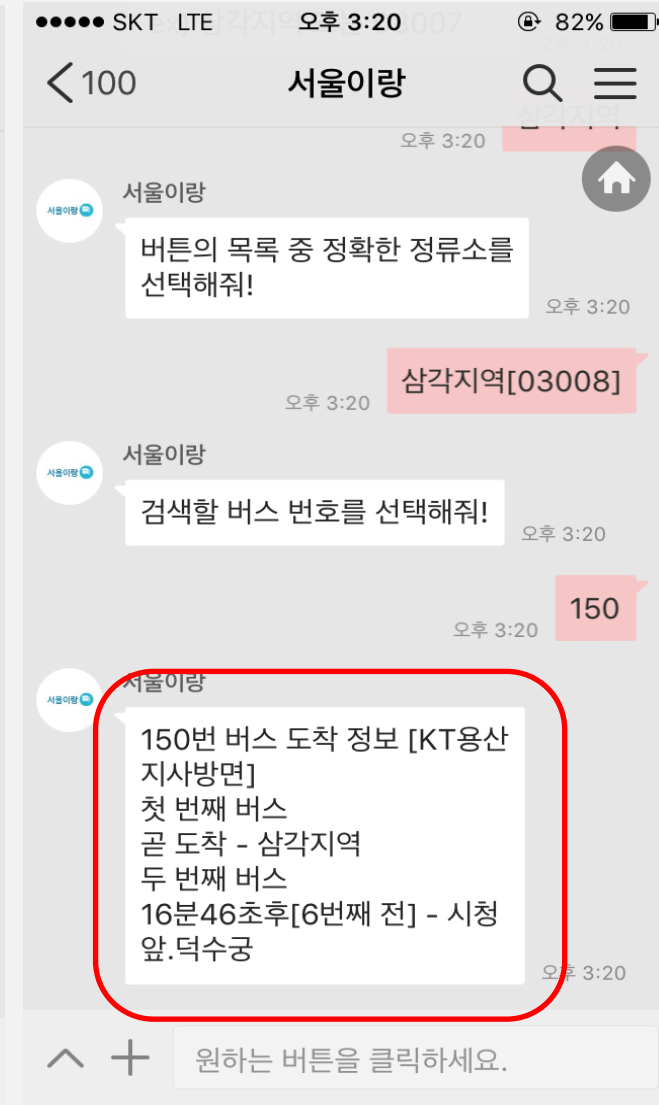 ●●●●● SKT LTE 오후 3:20 82%
100 서울이랑
삼각지역
오후 3:20
서울이랑
서울이랑
버튼의 목록 중 정확한 정류소를
선택해줘!
오후 3:20
삼각지역[03008]
오후 3:20
서울이랑
서울이랑
검색할 버스 번호를 선택해줘!
오후 3:20
150
오후 3:20
서울이랑
서울이랑
150번 버스 도착 정보 [KT용산
지사방면]
첫 번째 버스
곧 도착 - 삼각지역
두 번째 버스
16분46초후[6번째 전] - 시청
앞.덕수궁
오후 3:20
원하는 버튼을 클릭하세요.